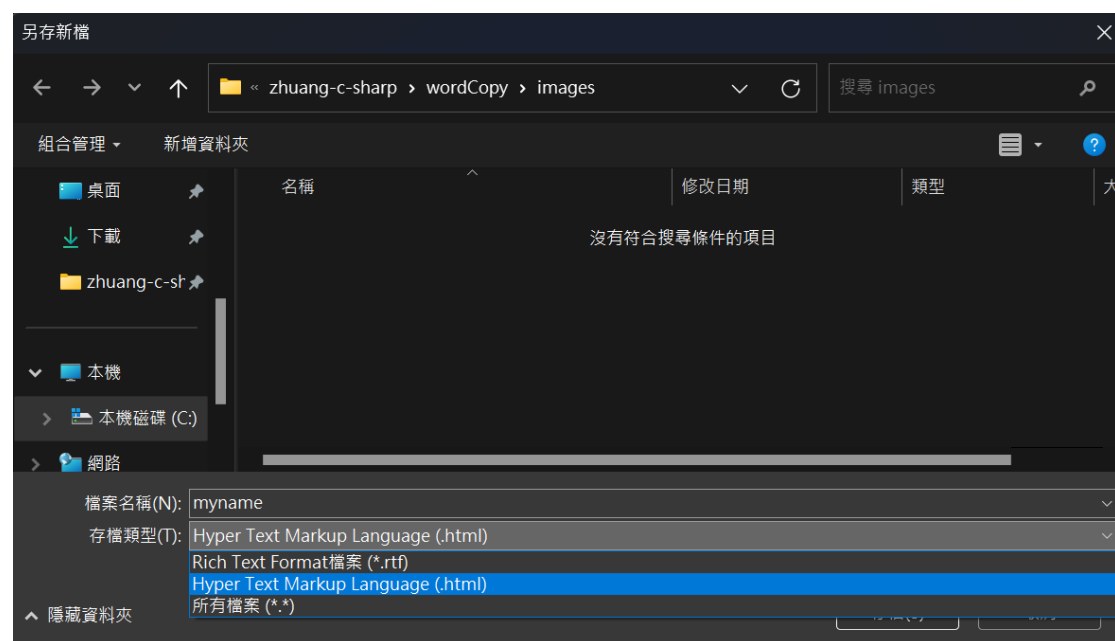 另存新檔
« zhuang-c-sharp › wordCopy › images
搜尋 images
組合管理
新增資料夾
桌面
名稱
修改日期
類型
大
下載
沒有符合搜尋條件的項目
zhuang-c-sh
本機
本機磁碟 (C:)
網路
檔案名稱(N): myname
存檔類型(T): Hyper Text Markup Language (.html)
Rich Text Format檔案 (*.rtf)
Hyper Text Markup Language (.html)
所有檔案 (*.*)
隱藏資料夾